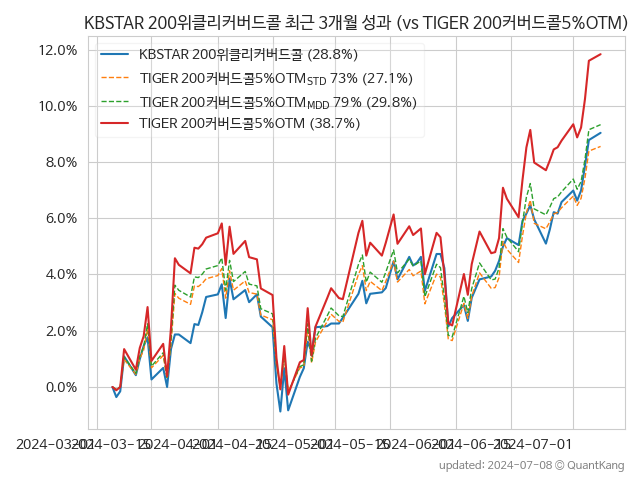 KBSTAR 200위클리커버드콜 최근 3개월 성과 (vs TIGER 200커버드콜5%OTM)
12.0%
10.0%
8.0%
6.0%
4.0%
2.0%
0.0%
KBSTAR 200위클리커버드콜 (28.8%)
TIGER 200커버드콜5%OTM STD 73% (27.1%)
TIGER 200커버드콜5%OTM MDD 79% (29.8%)
TIGER 200커버드콜5%OTM (38.7%)
2024-03-01 2024-03-15 2024-04-01 2024-04-15 2024-05-01 2024-05-15 2024-06-01 2024-06-15 2024-07-01
updated: 2024-07-08 © QuantKang